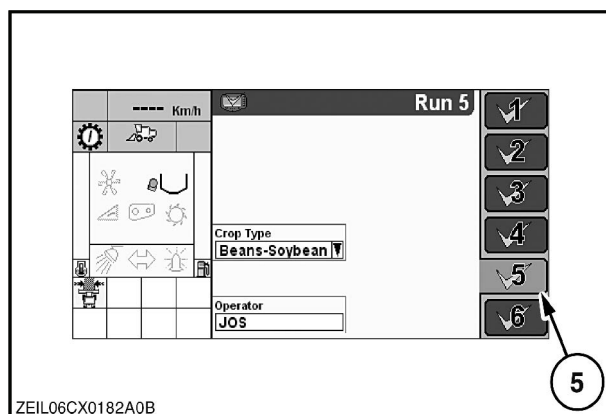 ---- Km/h
Run 5
1
2
3
4
5
6
Crop Type
Beans-Soybean
Operator
JOS
5
ZEIL06CX0182A0B